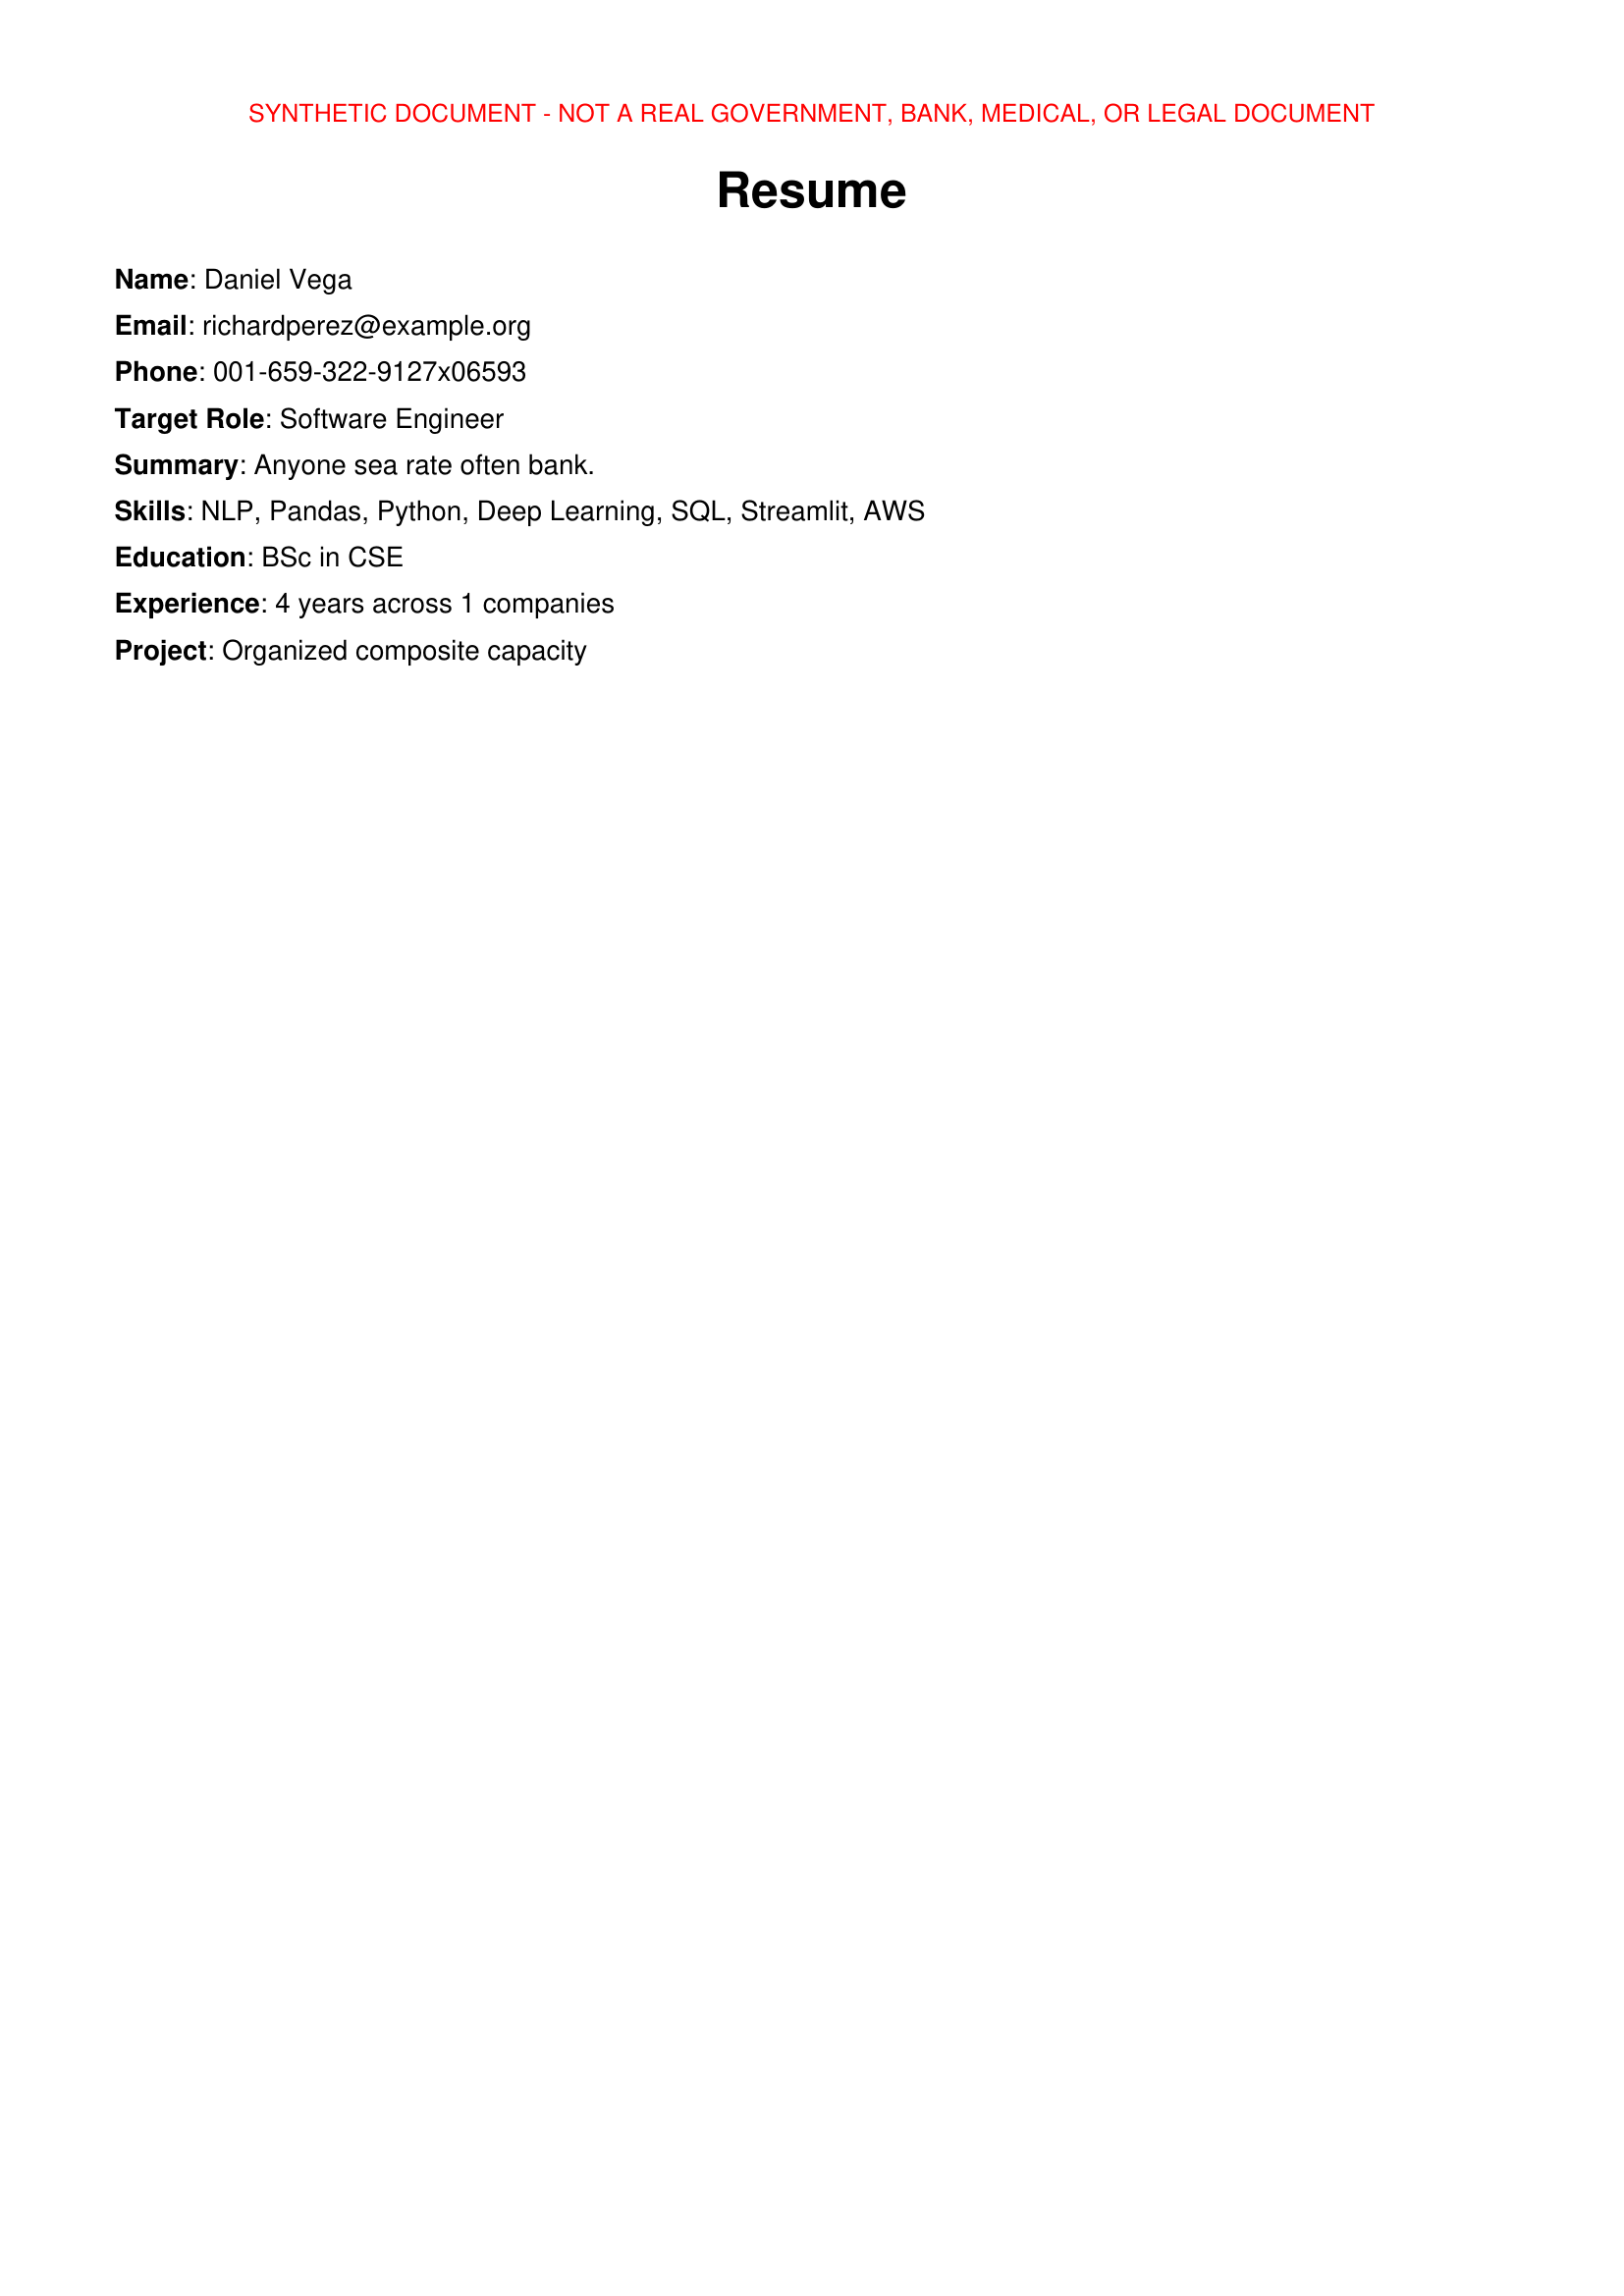 SYNTHETIC DOCUMENT - NOT A REAL GOVERNMENT, BANK, MEDICAL, OR LEGAL DOCUMENT
Resume
Name: Daniel Vega
Email: richardperez@example.org
Phone: 001-659-322-9127x06593
Target Role: Software Engineer
Summary: Anyone sea rate often bank.
Skills: NLP, Pandas, Python, Deep Learning, SQL, Streamlit, AWS
Education: BSc in CSE
Experience: 4 years across 1 companies
Project: Organized composite capacity